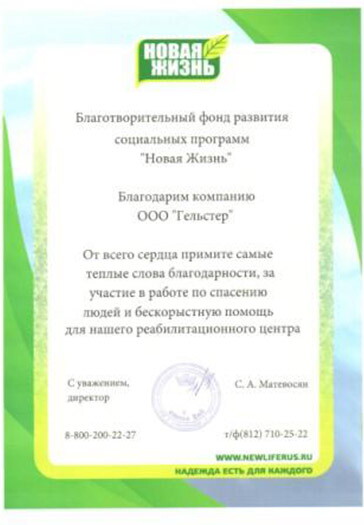 НОВАЯ
ЖИЗНЬ
Благотворительный фонд развития
социальных программ
"Новая Жизнь"
Благодарим компанию
ООО "Гельстер"
От всего сердца примите самые
теплые слова благодарности, за
участие в работе по спасению
людей и бескорыстную помощь
для нашего реабилитационного центра
С уважением,
директор
С. А. Матевосян
8-800-200-22-27
т/ф(812) 710-25-22
WWW.NEWLIFERUS.RU
НАДЕЖДА ЕСТЬ ДЛЯ КАЖДОГО